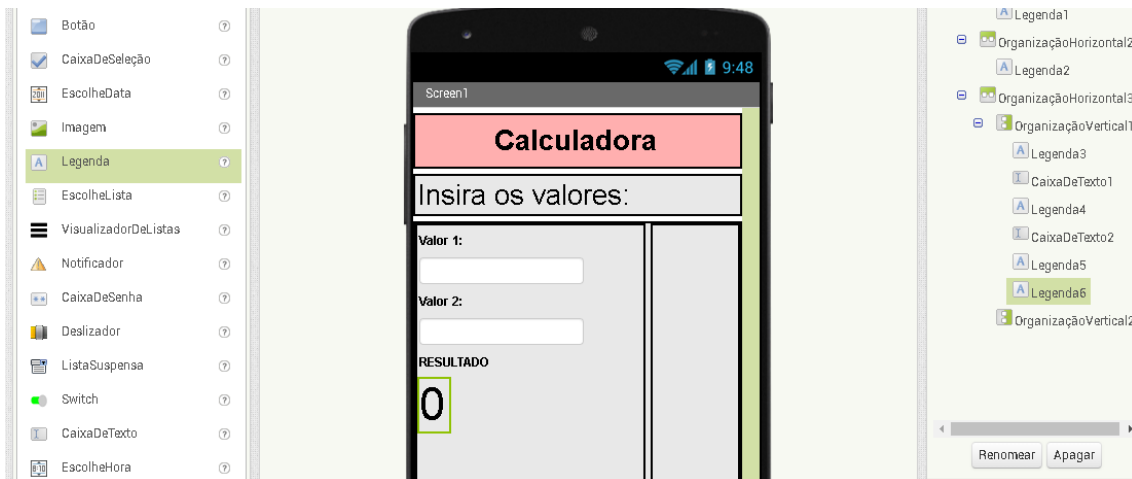 Botão
CaixaDeSeleção
EscolheData
Imagem
Legenda
EscolheLista
VisualizadorDeListas
Notificador
CaixaDeSenha
Deslizador
ListaSuspensa
Switch
CaixaDeTexto
EscolheHora
9:48
Screen1
Calculadora
Insira os valores:
Valor 1:
Valor 2:
RESULTADO
0
Legenda1
OrganizaçãoHorizontal2
Legenda2
OrganizaçãoHorizontal3
OrganizaçãoVertical1
Legenda3
CaixaDeTexto1
Legenda4
CaixaDeTexto2
Legenda5
Legenda6
OrganizaçãoVertical2
Renomear Apagar